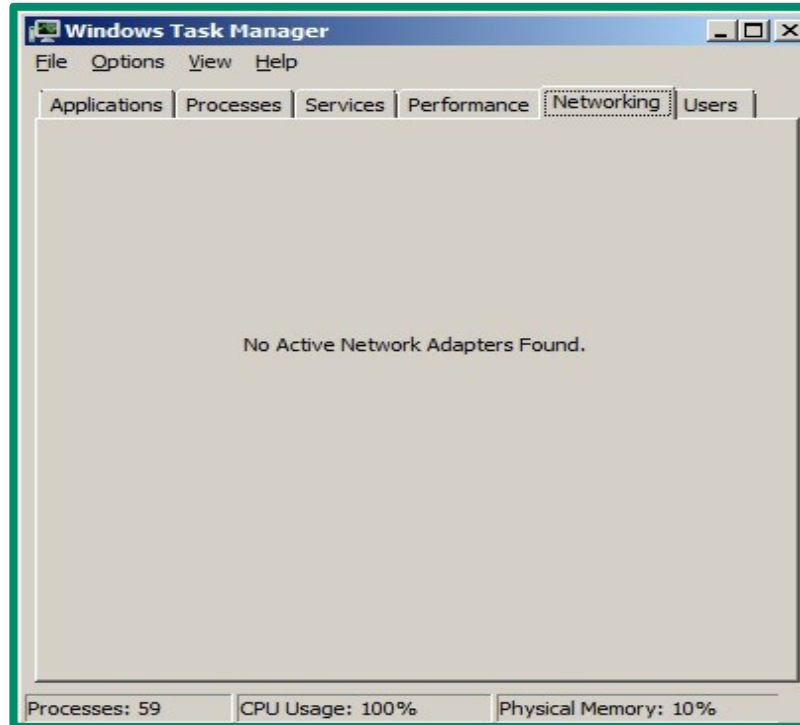 Windows Task Manager
File Options View Help
Applications Processes Services Performance Networking Users
No Active Network Adapters Found.
Processes: 59 CPU Usage: 100% Physical Memory: 10%